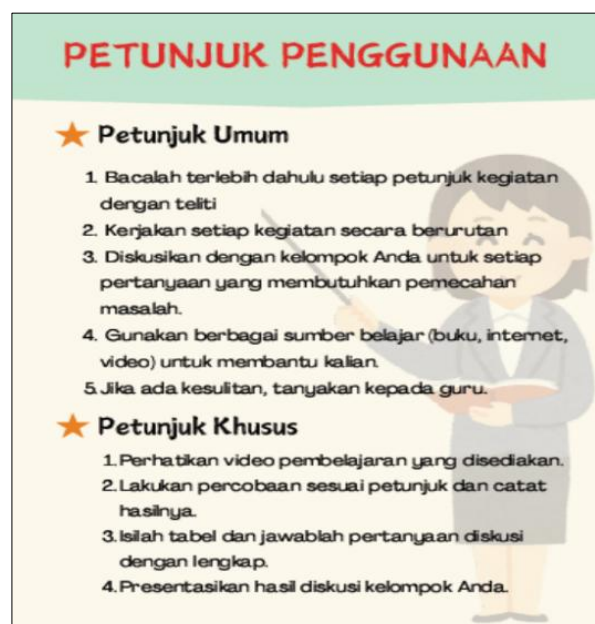 PETUNJUK PENGGUNAAN
Petunjuk Umum
1. Bacalah terlebih dahulu setiap petunjuk kegiatan
dengan teliti
2. Kerjakan setiap kegiatan secara berurutan
3. Diskusikan dengan kelompok Anda untuk setiap
pertanyaan yang membutuhkan pemecahan
masalah.
4. Gunakan berbagai sumber belajar (buku, internet,
video) untuk membantu kalian.
5. Jika ada kesulitan, tanyakan kepada guru.
Petunjuk Khusus
1. Perhatikan video pembelajaran yang disediakan.
2. Lakukan percobaan sesuai petunjuk dan catat
hasilnya.
3. Isilah tabel dan jawablah pertanyaan diskusi
dengan lengkap.
4. Presentasikan hasil diskusi kelompok Anda.